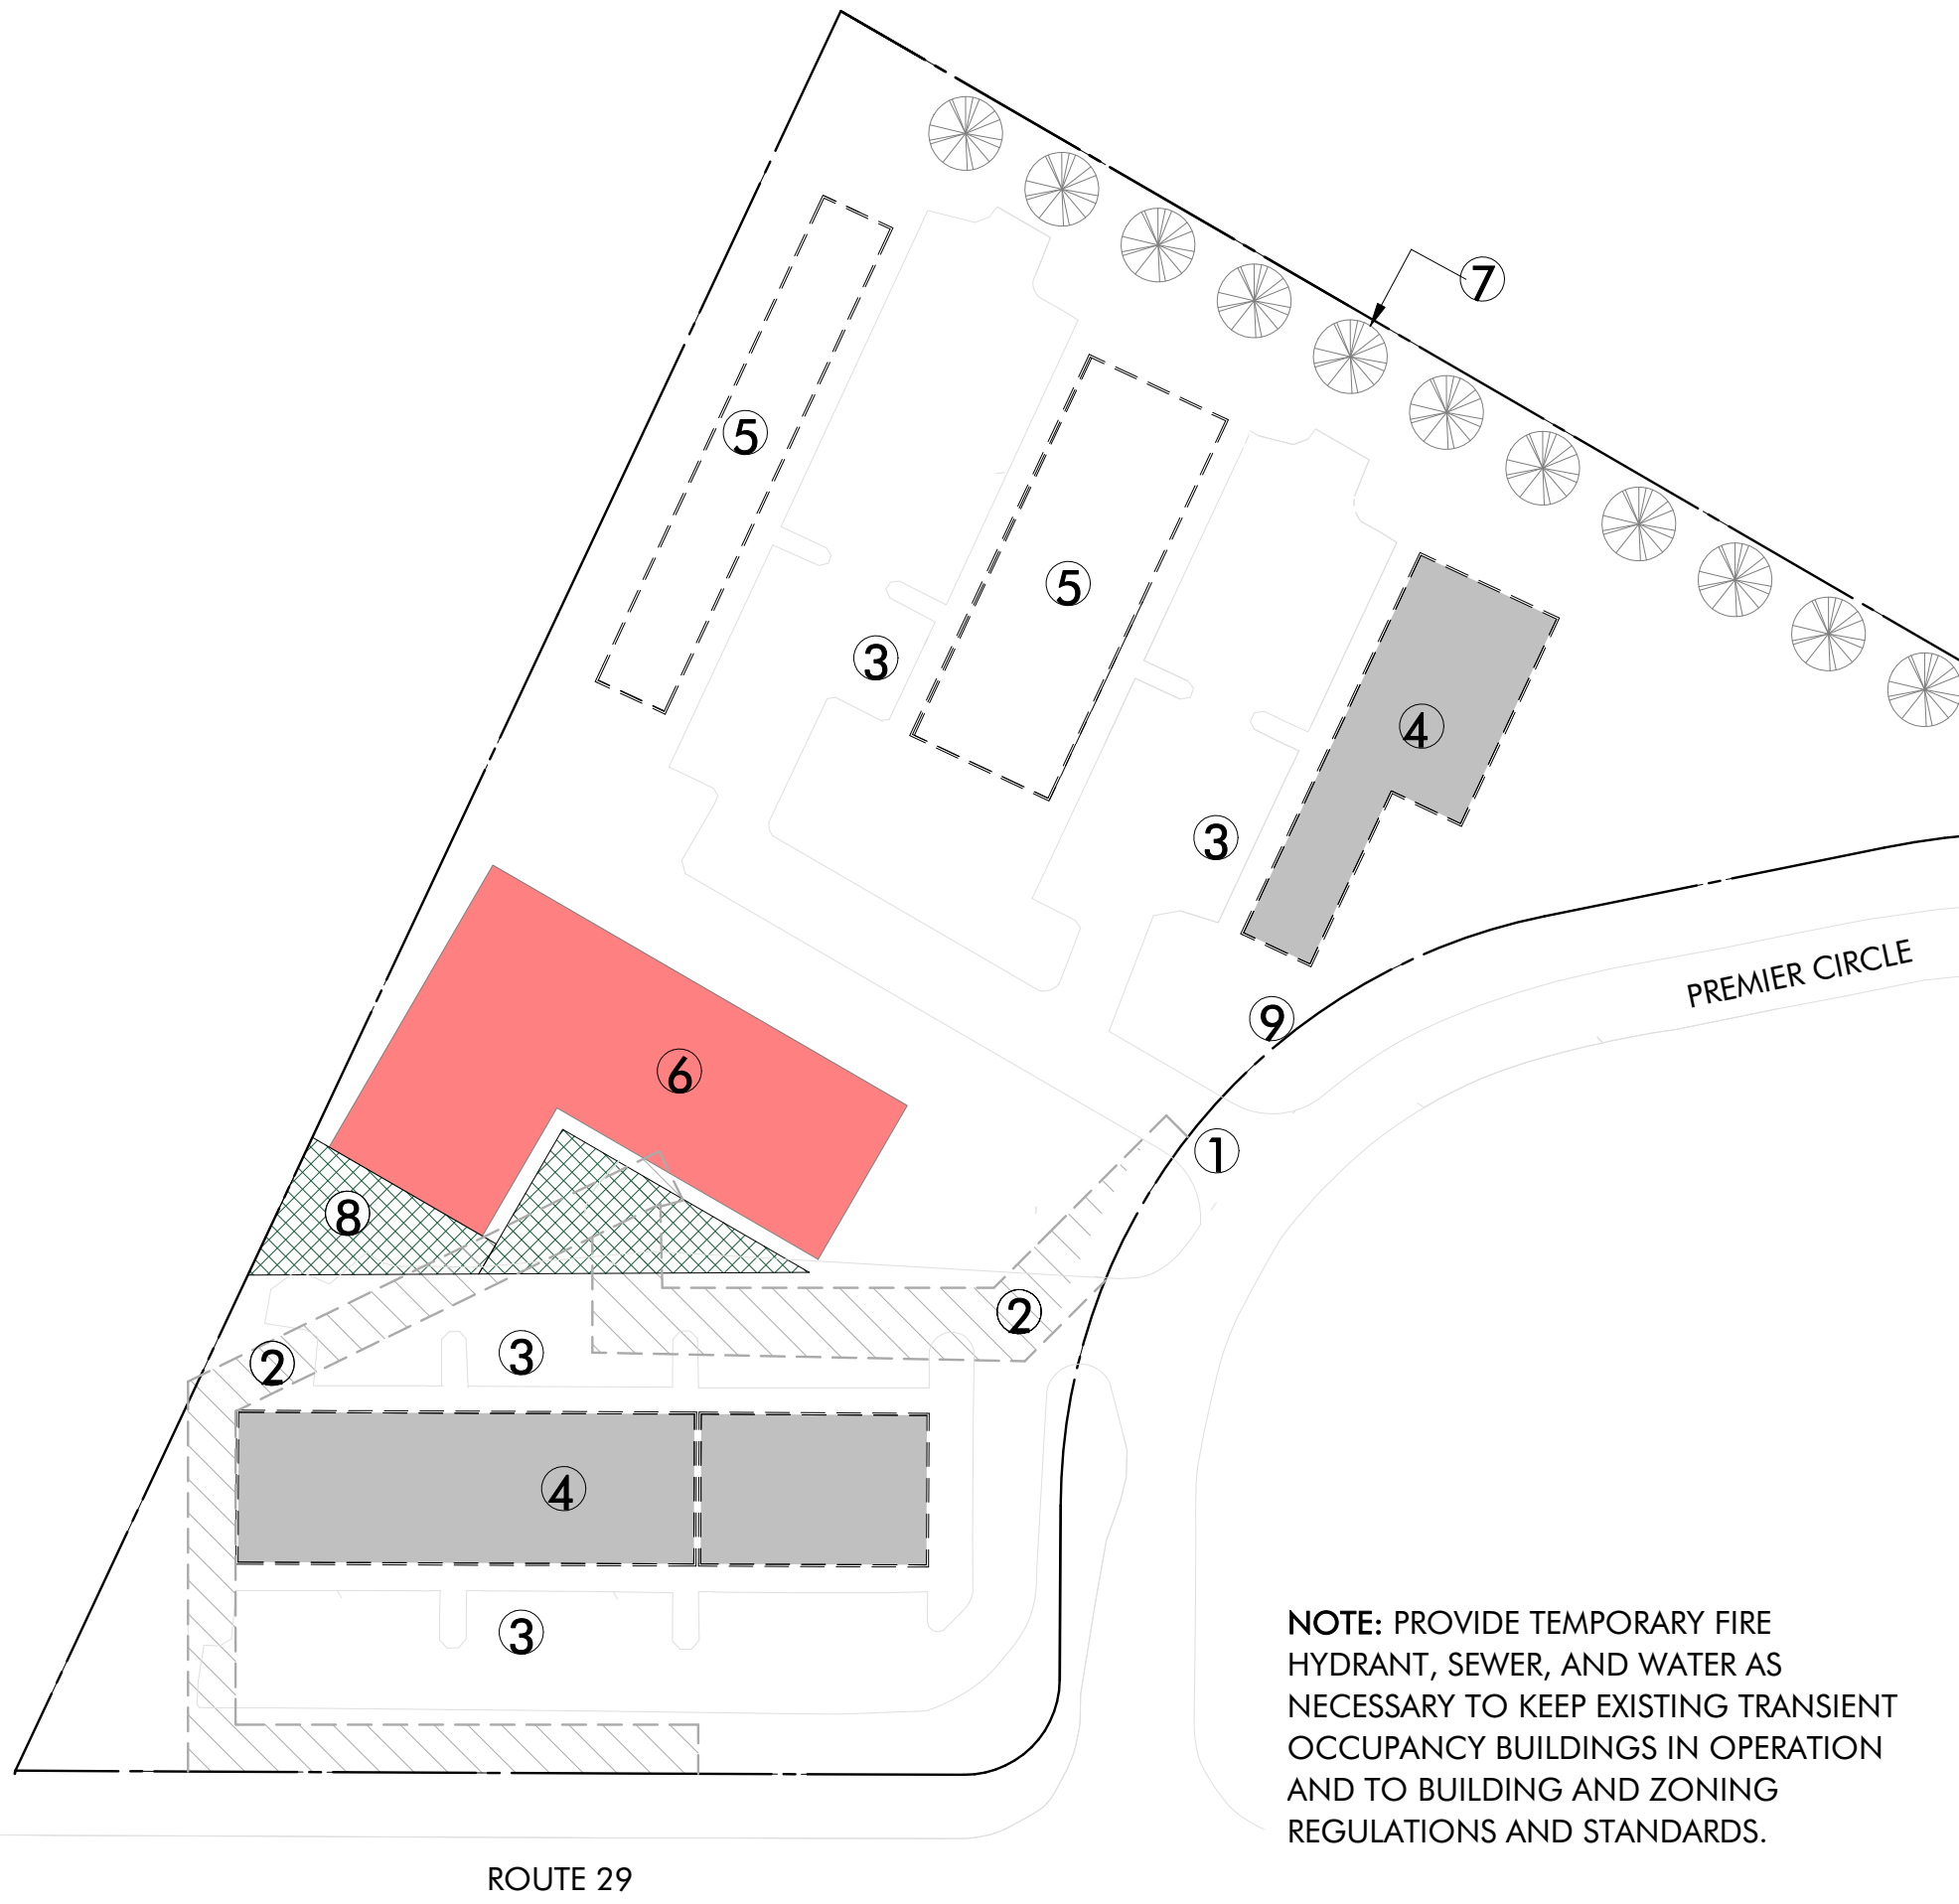 7
5
5
3
4
3
9
PREMIER CIRCLE
6
1
8
2
3
2
4
3
NOTE: PROVIDE TEMPORARY FIRE
HYDRANT, SEWER, AND WATER AS
NECESSARY TO KEEP EXISTING TRANSIENT
OCCUPANCY BUILDINGS IN OPERATION
AND TO BUILDING AND ZONING
REGULATIONS AND STANDARDS.
ROUTE 29